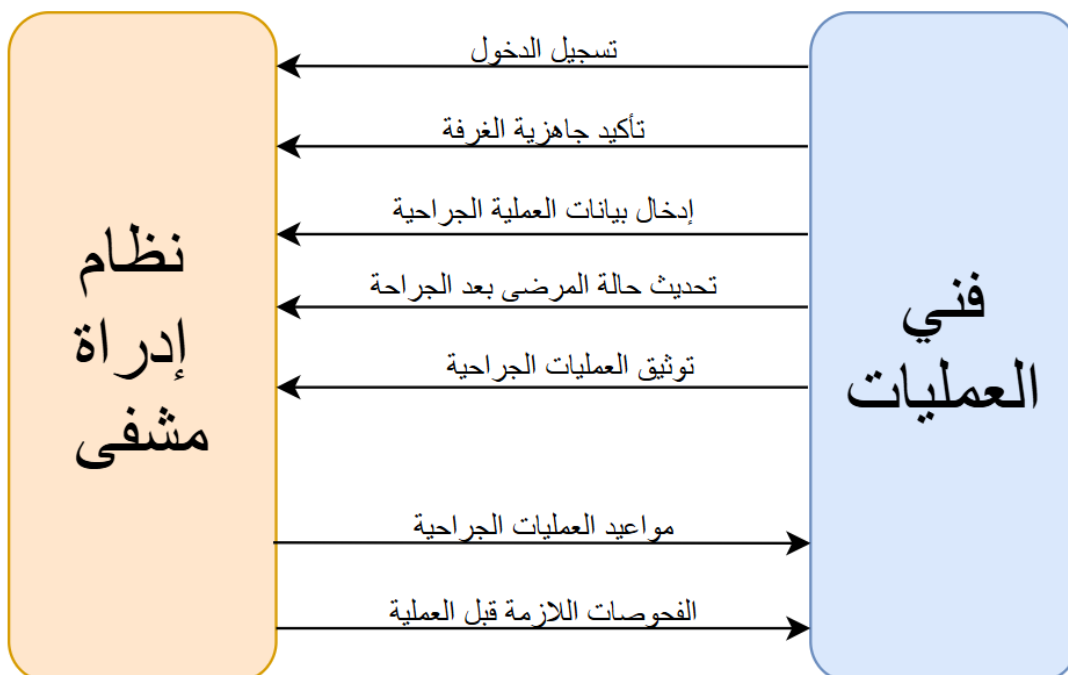 تسجيل الدخول
تأكيد جاهزية الغرفة
إدخال بيانات العملية الجراحية
تحديث حالة المرضى بعد الجراحة
توثيق العمليات الجراحية
مواعيد العمليات الجراحية
الفحوصات اللازمة قبل العملية
فني
العمليات
نظام
إدراة
مشفى